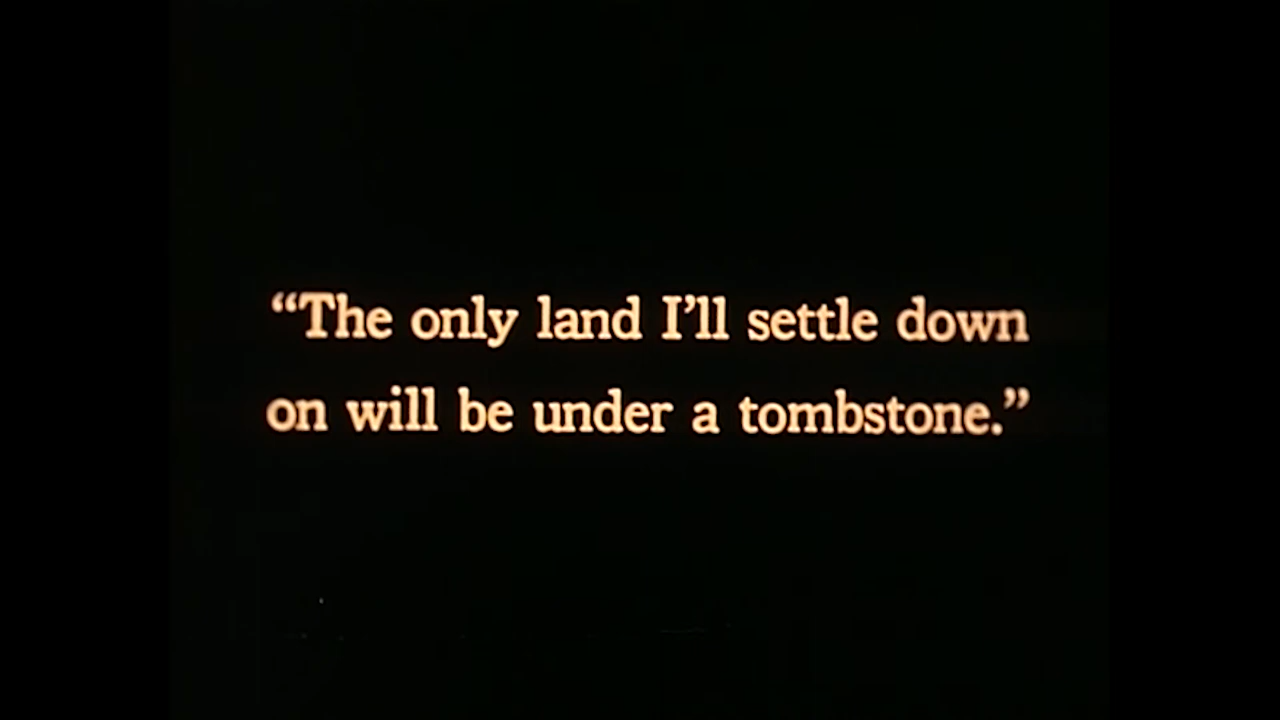 “The only land I’ll settle down
on will be under a tombstone.”